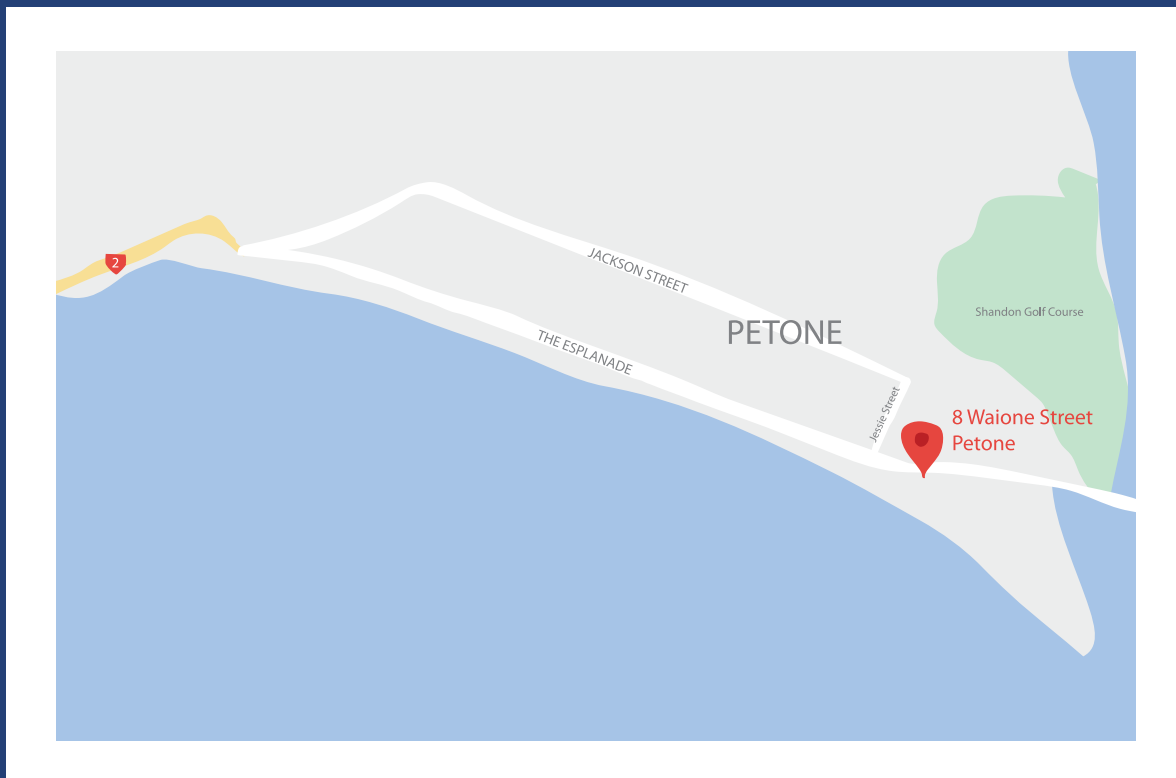 2
JACKSON STREET
Shandon Golf Course
PETONE
THE ESPLANADE
Jessie Street
8 Waione Street
Petone